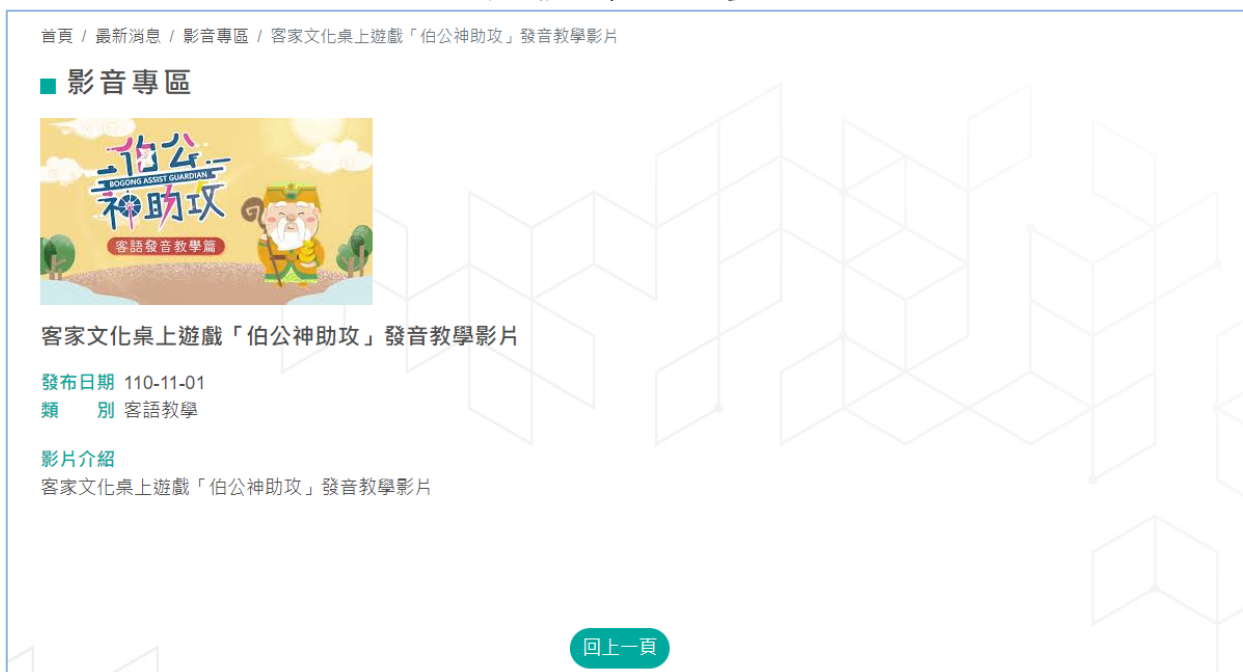 首頁 / 最新消息 / 影音專區 / 客家文化桌上遊戲「伯公神助攻」發音教學影片
影音專區
伯公
BOGONG ASSIST GUARDIAN
神助攻
客語發音教學篇
客家文化桌上遊戲「伯公神助攻」發音教學影片
發布日期 110-11-01
類 別 客語教學
影片介紹
客家文化桌上遊戲「伯公神助攻」發音教學影片
回上一頁